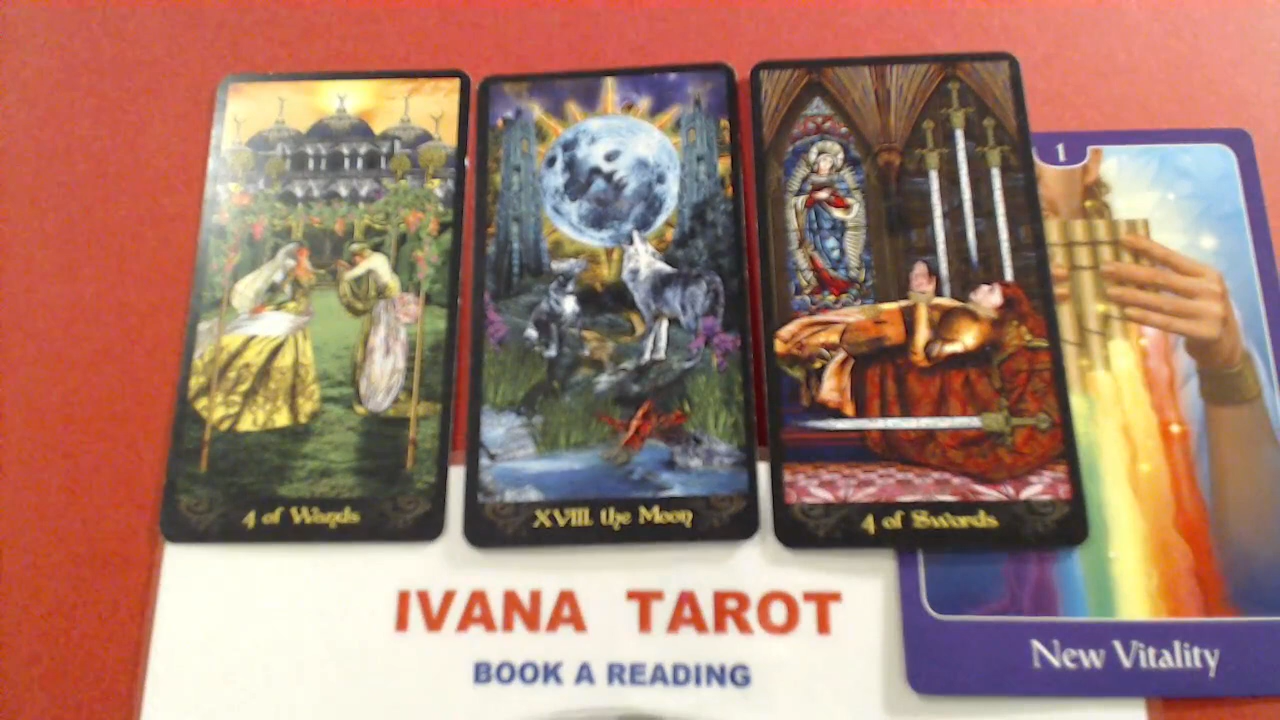 4 of Wands
XVIII. the Moon
4 of Swords
1
New Vitality
IVANA TAROT
BOOK A READING